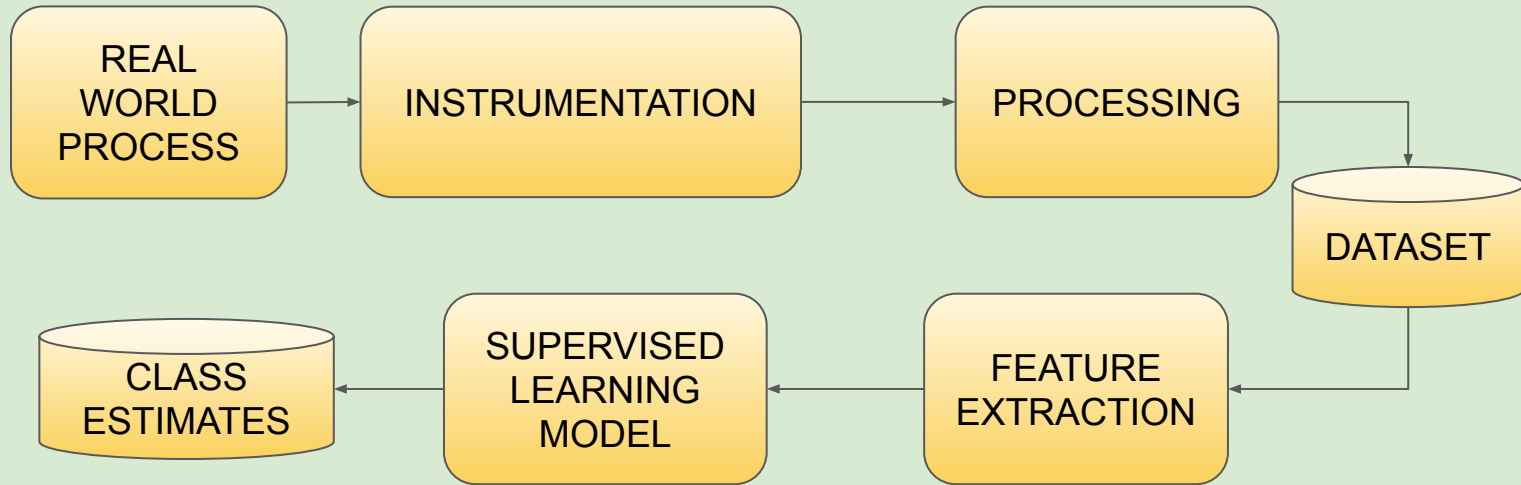 REAL
WORLD
PROCESS
INSTRUMENTATION
PROCESSING
DATASET
FEATURE
EXTRACTION
SUPERVISED
LEARNING
MODEL
CLASS
ESTIMATES